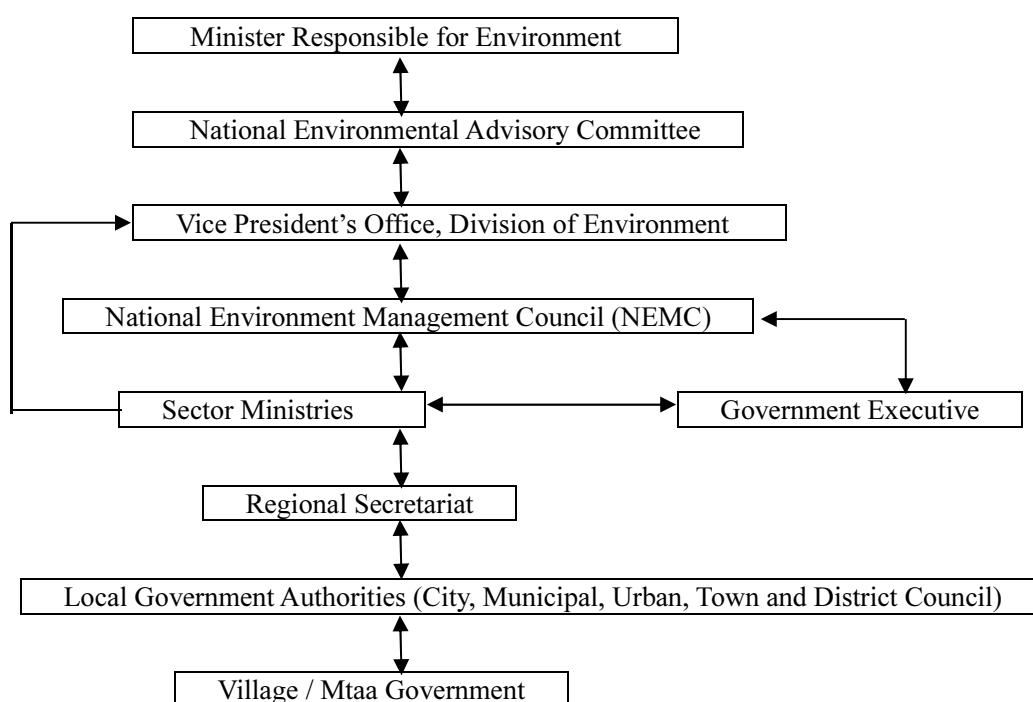 Minister Responsible for Environment
National Environmental Advisory Committee
Vice President’s Office, Division of Environment
National Environment Management Council (NEMC)
Sector Ministries
Government Executive
Regional Secretariat
Local Government Authorities (City, Municipal, Urban, Town and District Council)
Village / Mtaa Government